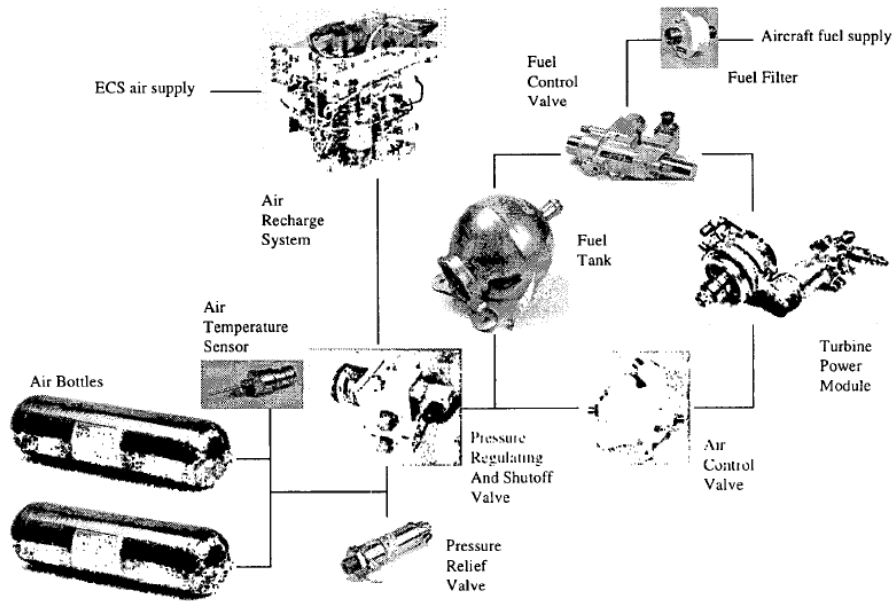 Aircraft fuel supply
Fuel Filter
Fuel
Control
Valve
ECS air supply
Air
Recharge
System
Fuel
Tank
Air
Temperature
Sensor
Turbine
Power
Module
Air Bottles
Pressure
Regulating
And Shutoff
Valve
Air
Control
Valve
Pressure
Relief
Valve